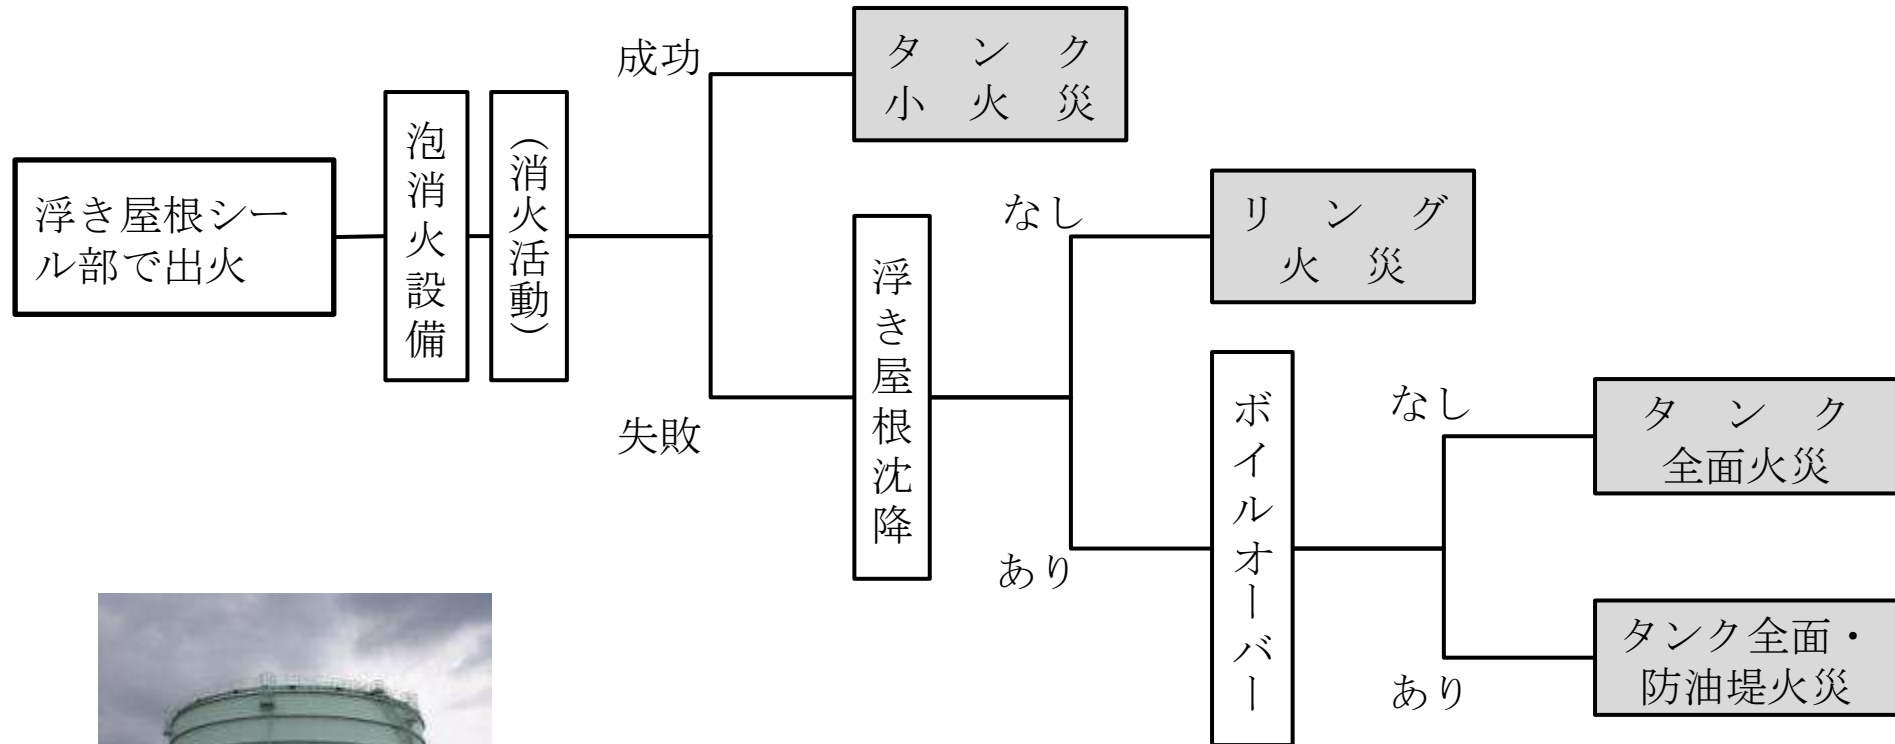 浮き屋根シー
ル部で出火
泡消火設備
(消火活動)
成功
タンク
小火災
失敗
浮き屋根沈降
なし
リング
火災
あり
ボイルオーバー
なし
タンク
全面火災
あり
タンク全面・
防油堤火災